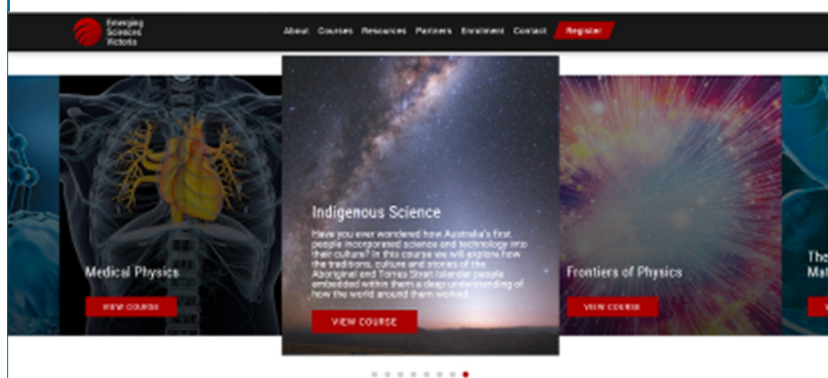 Emerging
Sciences
Victoria
About Courses Resources Partners Enrolment Contact Register
Medical Physics
VIEW COURSE
Indigenous Science
Have you ever wondered how Australia's first
people incorporated science and technology into
their culture? In this course we will explore how
the traditions, culture and stories of the
Aboriginal and Torres Strait Islander people
embedded within them a deep understanding of
how the world around them worked.
VIEW COURSE
Frontiers of Physics
VIEW COURSE
The